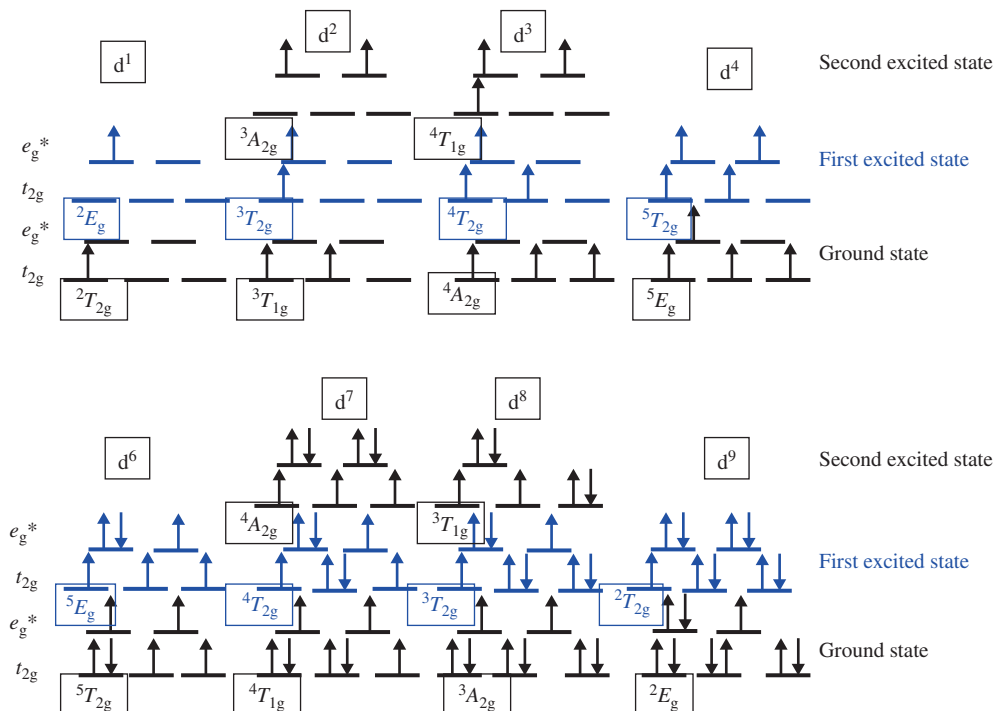 d² d³
d¹ d⁴ Second excited state
³A₂g ⁴T₁g
eg* First excited state
t₂g
²Eg ³T₂g ⁴T₂g ⁵T₂g
eg* Ground state
t₂g
²T₂g ³T₁g ⁴A₂g ⁵Eg
d⁷ d⁸
d⁶ d⁹ Second excited state
⁴A₂g ³T₁g
eg* First excited state
t₂g
⁵Eg ⁴T₂g ³T₂g ²T₂g
eg*
t₂g Ground state
⁵T₂g ⁴T₁g ³A₂g ²Eg